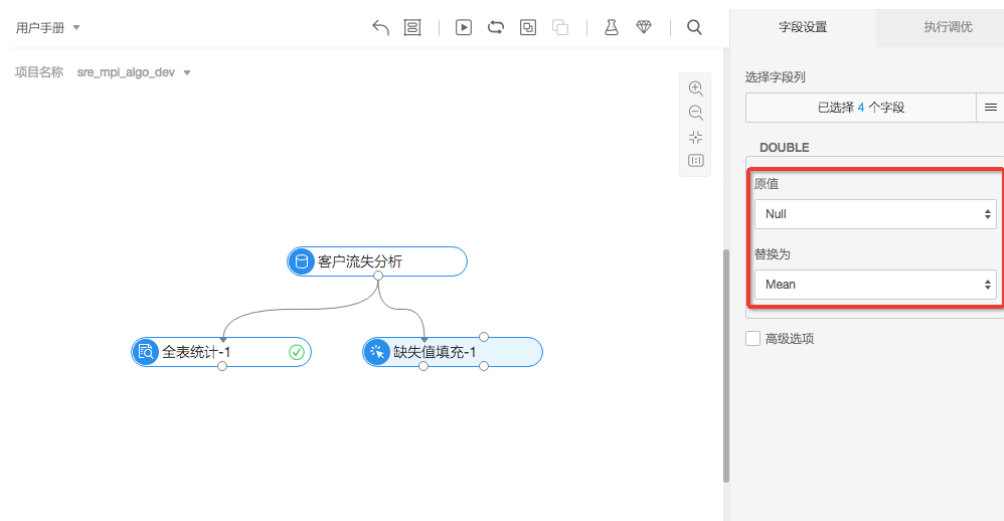 用户手册
字段设置
执行调优
项目名称 sre_mpi_algo_dev
选择字段列
已选择 4 个字段
DOUBLE
原值
Null
替换为
Mean
高级选项
客户流失分析
全表统计-1
缺失值填充-1